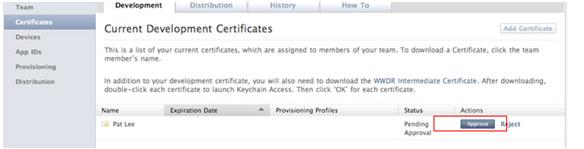 Team
Certificates
Devices
App IDs
Provisioning
Distribution
Development Distribution History How To
Current Development Certificates
Add Certificate
This is a list of your current certificates, which are assigned to members of your team. To download a Certificate, click the team
member's name.
In addition to your development certificate, you will also need to download the WWDR Intermediate Certificate. After downloading,
double-click each certificate to launch Keychain Access. Then click 'OK' for each certificate.
Name Expiration Date Provisioning Profiles Status Actions
Pat Lee Pending Approve Reject
Approval